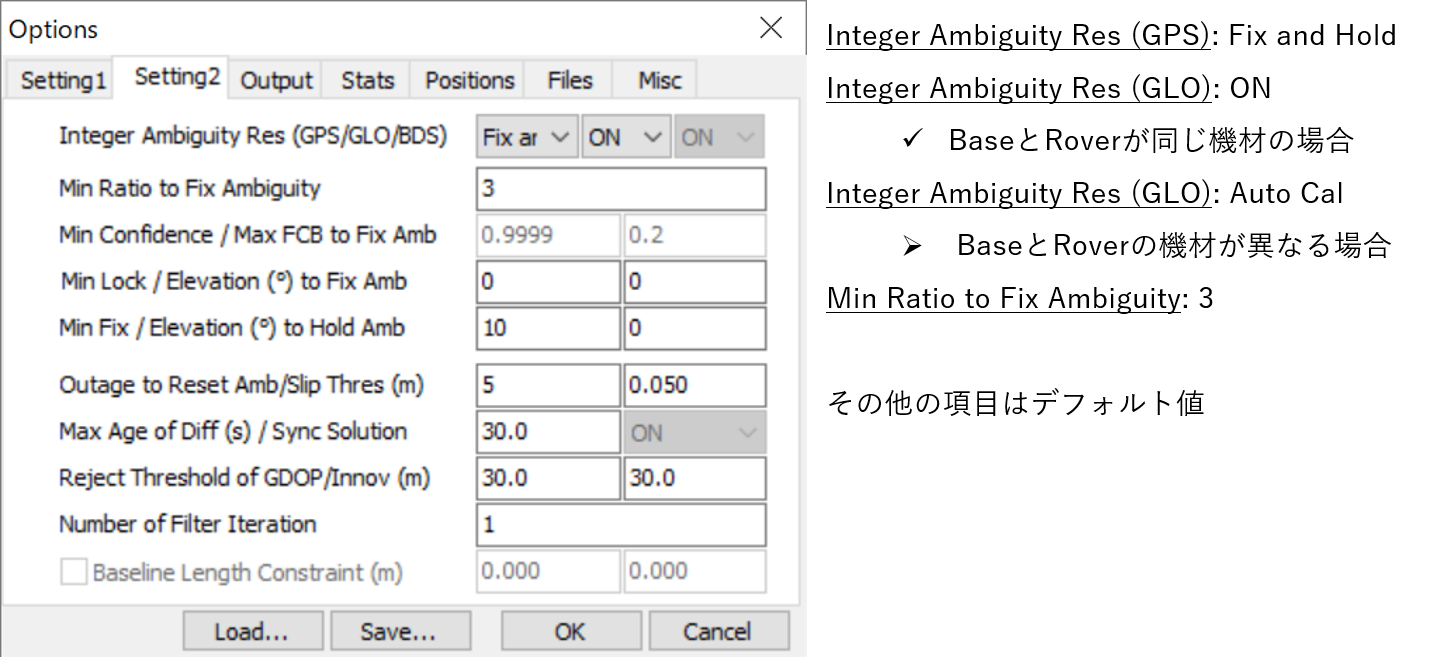 Options
Setting1 Setting2 Output Stats Positions Files Misc
Integer Ambiguity Res (GPS/GLO/BDS) Fix ar ON ON
Min Ratio to Fix Ambiguity 3
Min Confidence / Max FCB to Fix Amb 0.9999 0.2
Min Lock / Elevation (°) to Fix Amb 0 0
Min Fix / Elevation (°) to Hold Amb 10 0
Outage to Reset Amb/Slip Thres (m) 5 0.050
Max Age of Diff (s) / Sync Solution 30.0 ON
Reject Threshold of GDOP/Innov (m) 30.0 30.0
Number of Filter Iteration 1
Baseline Length Constraint (m) 0.000 0.000
Load... Save... OK Cancel
Integer Ambiguity Res (GPS): Fix and Hold
Integer Ambiguity Res (GLO): ON
✓ BaseとRoverが同じ機材の場合
Integer Ambiguity Res (GLO): Auto Cal
➢ BaseとRoverの機材が異なる場合
Min Ratio to Fix Ambiguity: 3
その他の項目はデフォルト値